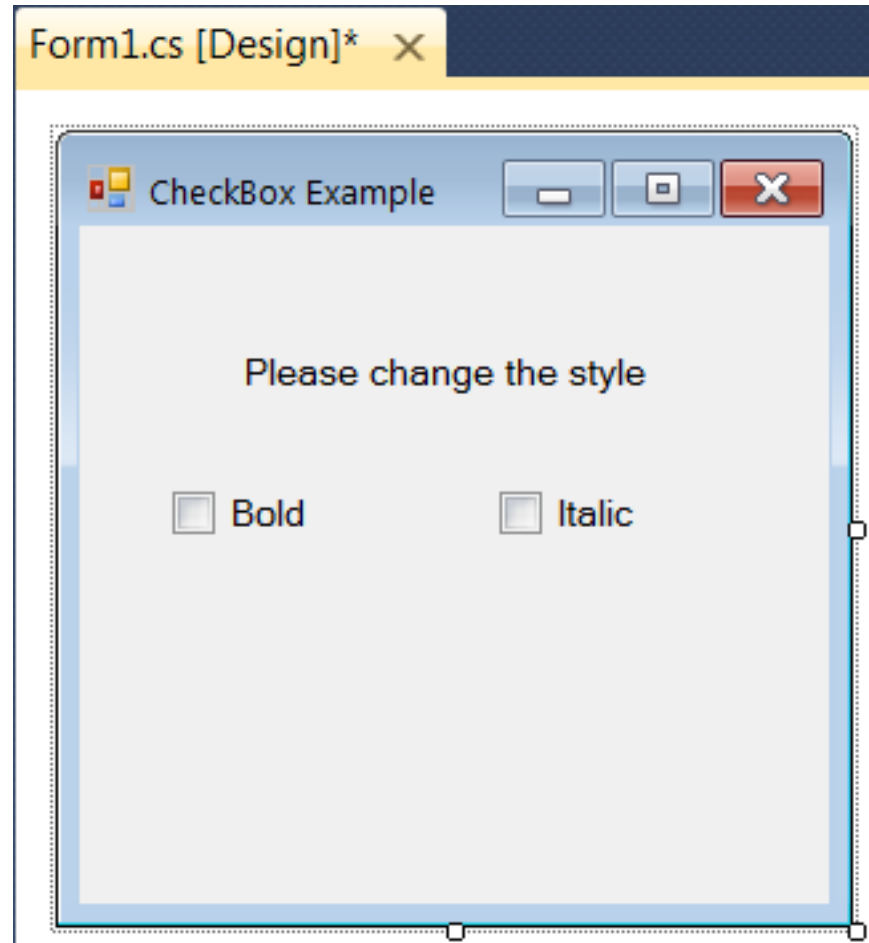 Form1.cs [Design]*
CheckBox Example
Please change the style
Bold Italic